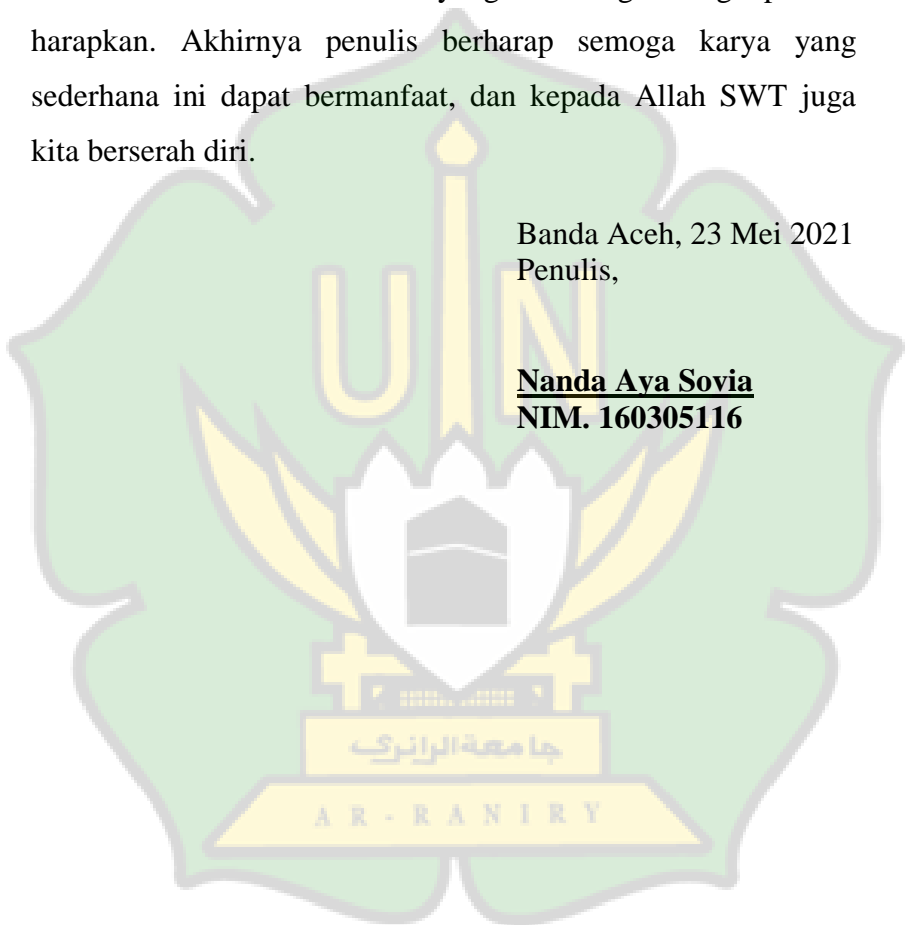 harapkan. Akhirnya penulis berharap semoga karya yang
sederhana ini dapat bermanfaat, dan kepada Allah SWT juga
kita berserah diri.
Banda Aceh, 23 Mei 2021
Penulis,
Nanda Aya Sovia
NIM. 160305116
UIN
جامعة الرانري
AR-RANIRY